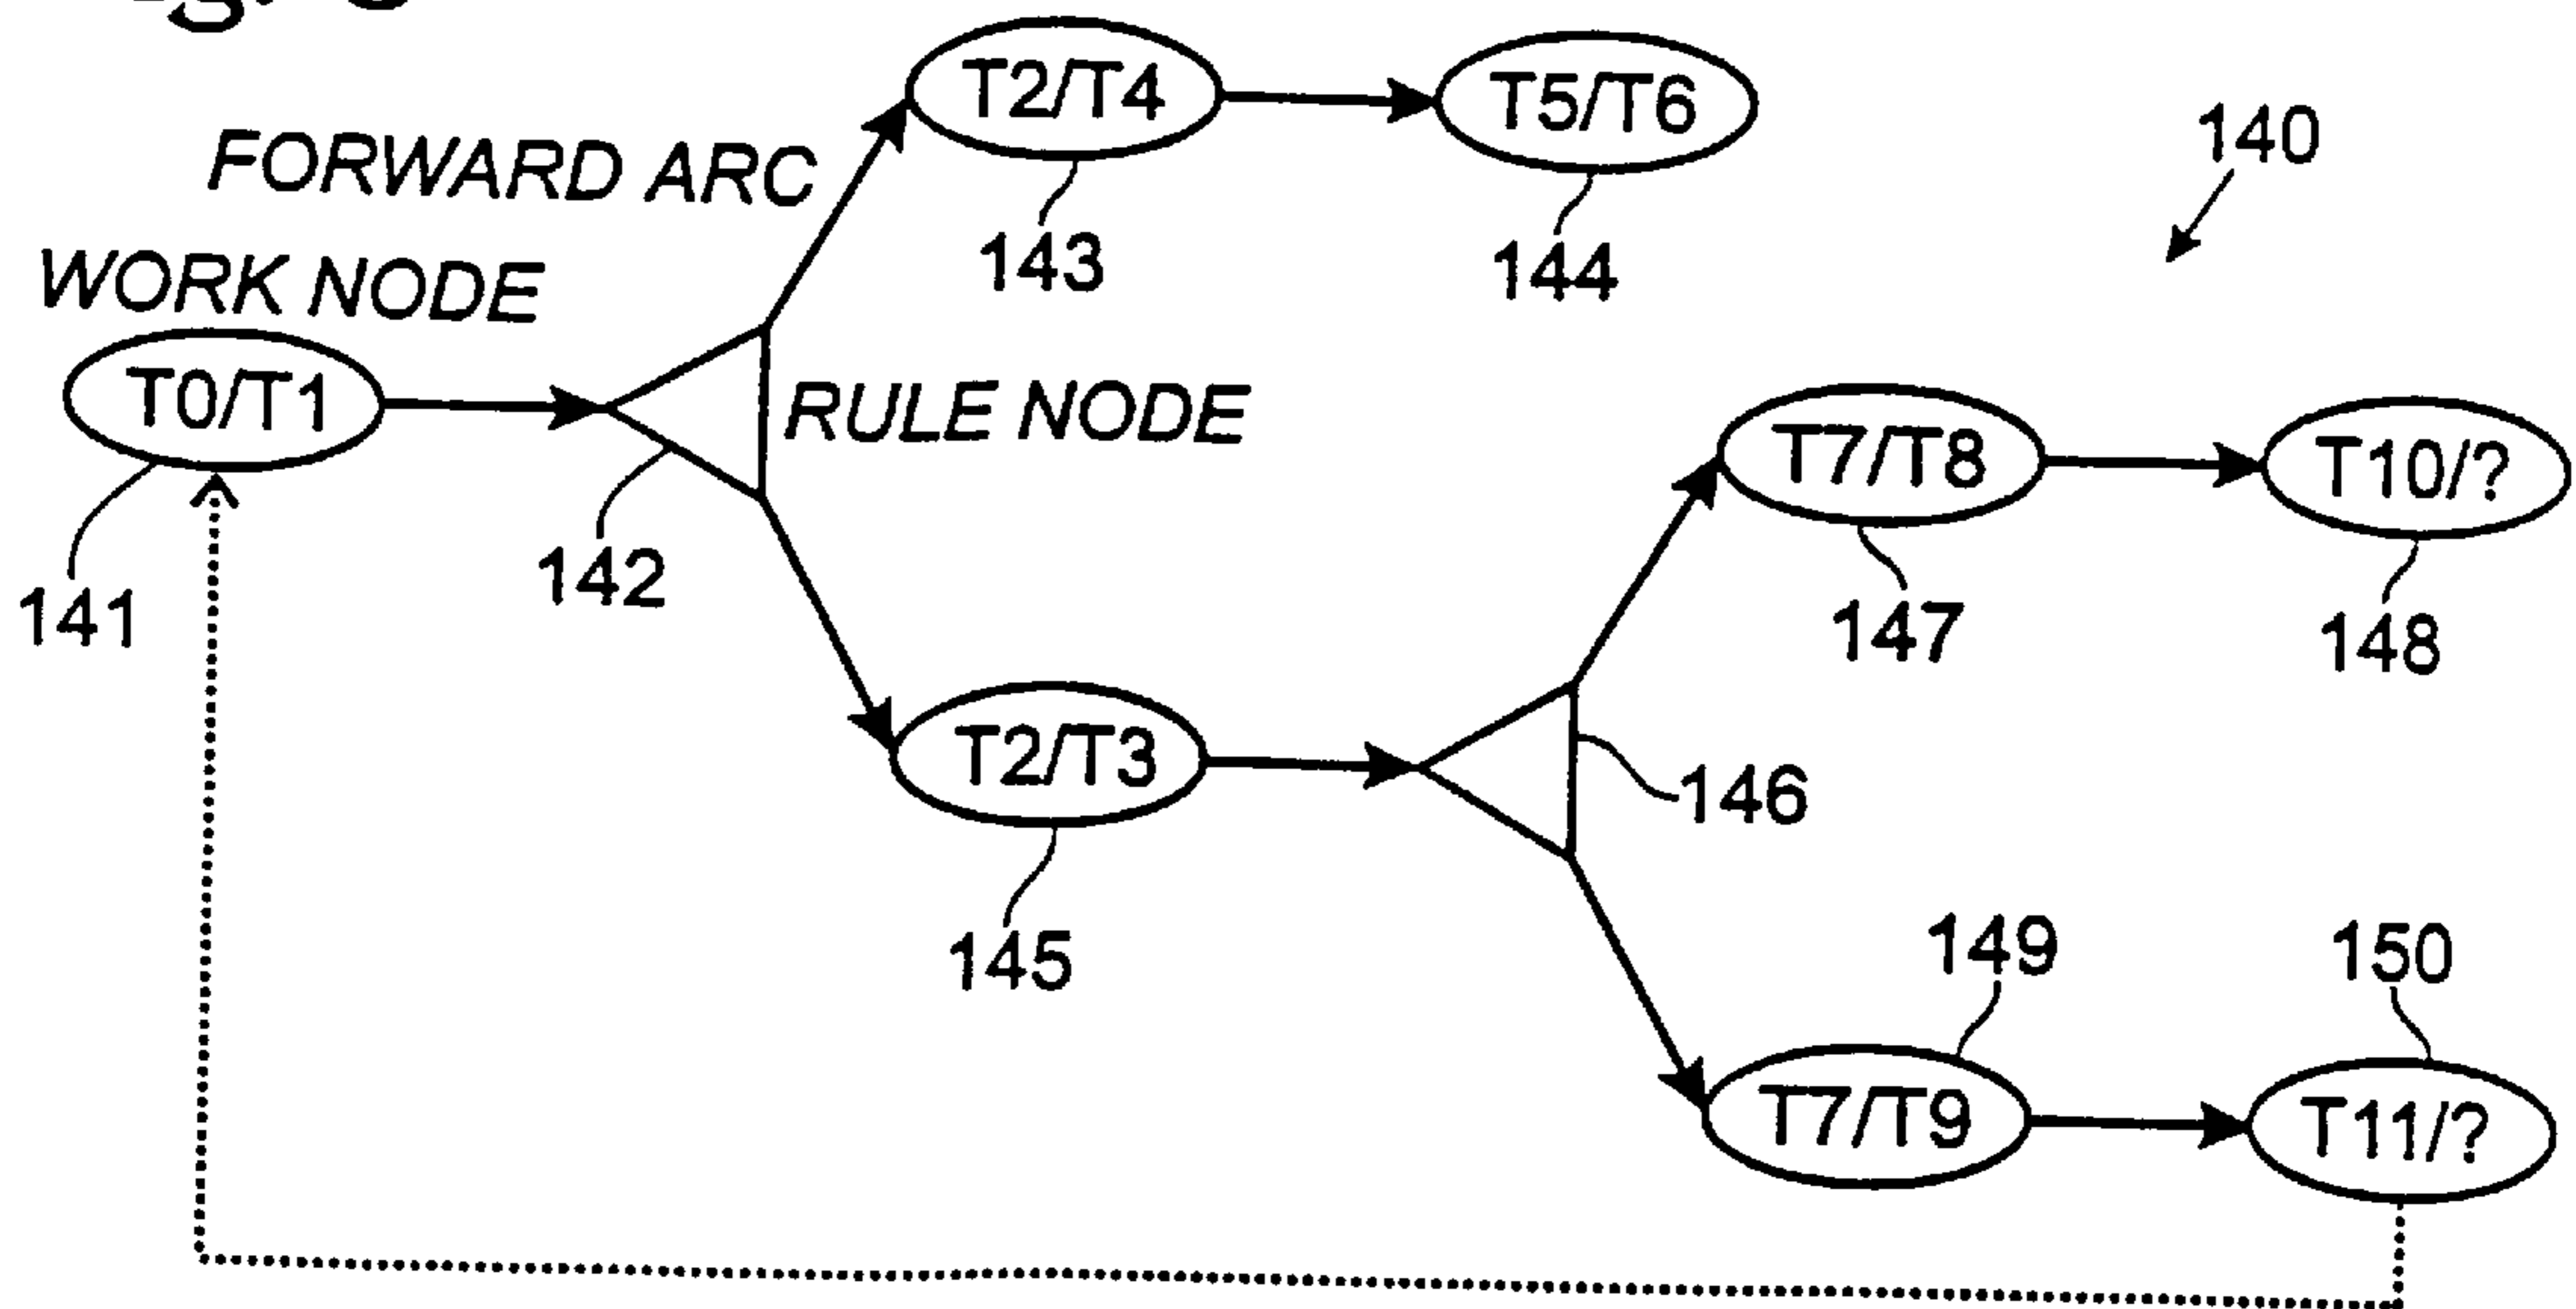 T2/T4
T5/T6
140
FORWARD ARC
143
144
WORK NODE
T0/T1
RULE NODE
T7/T8
T10/?
142
141
147
148
T2/T3
146
145
149
150
T7/T9
T11/?